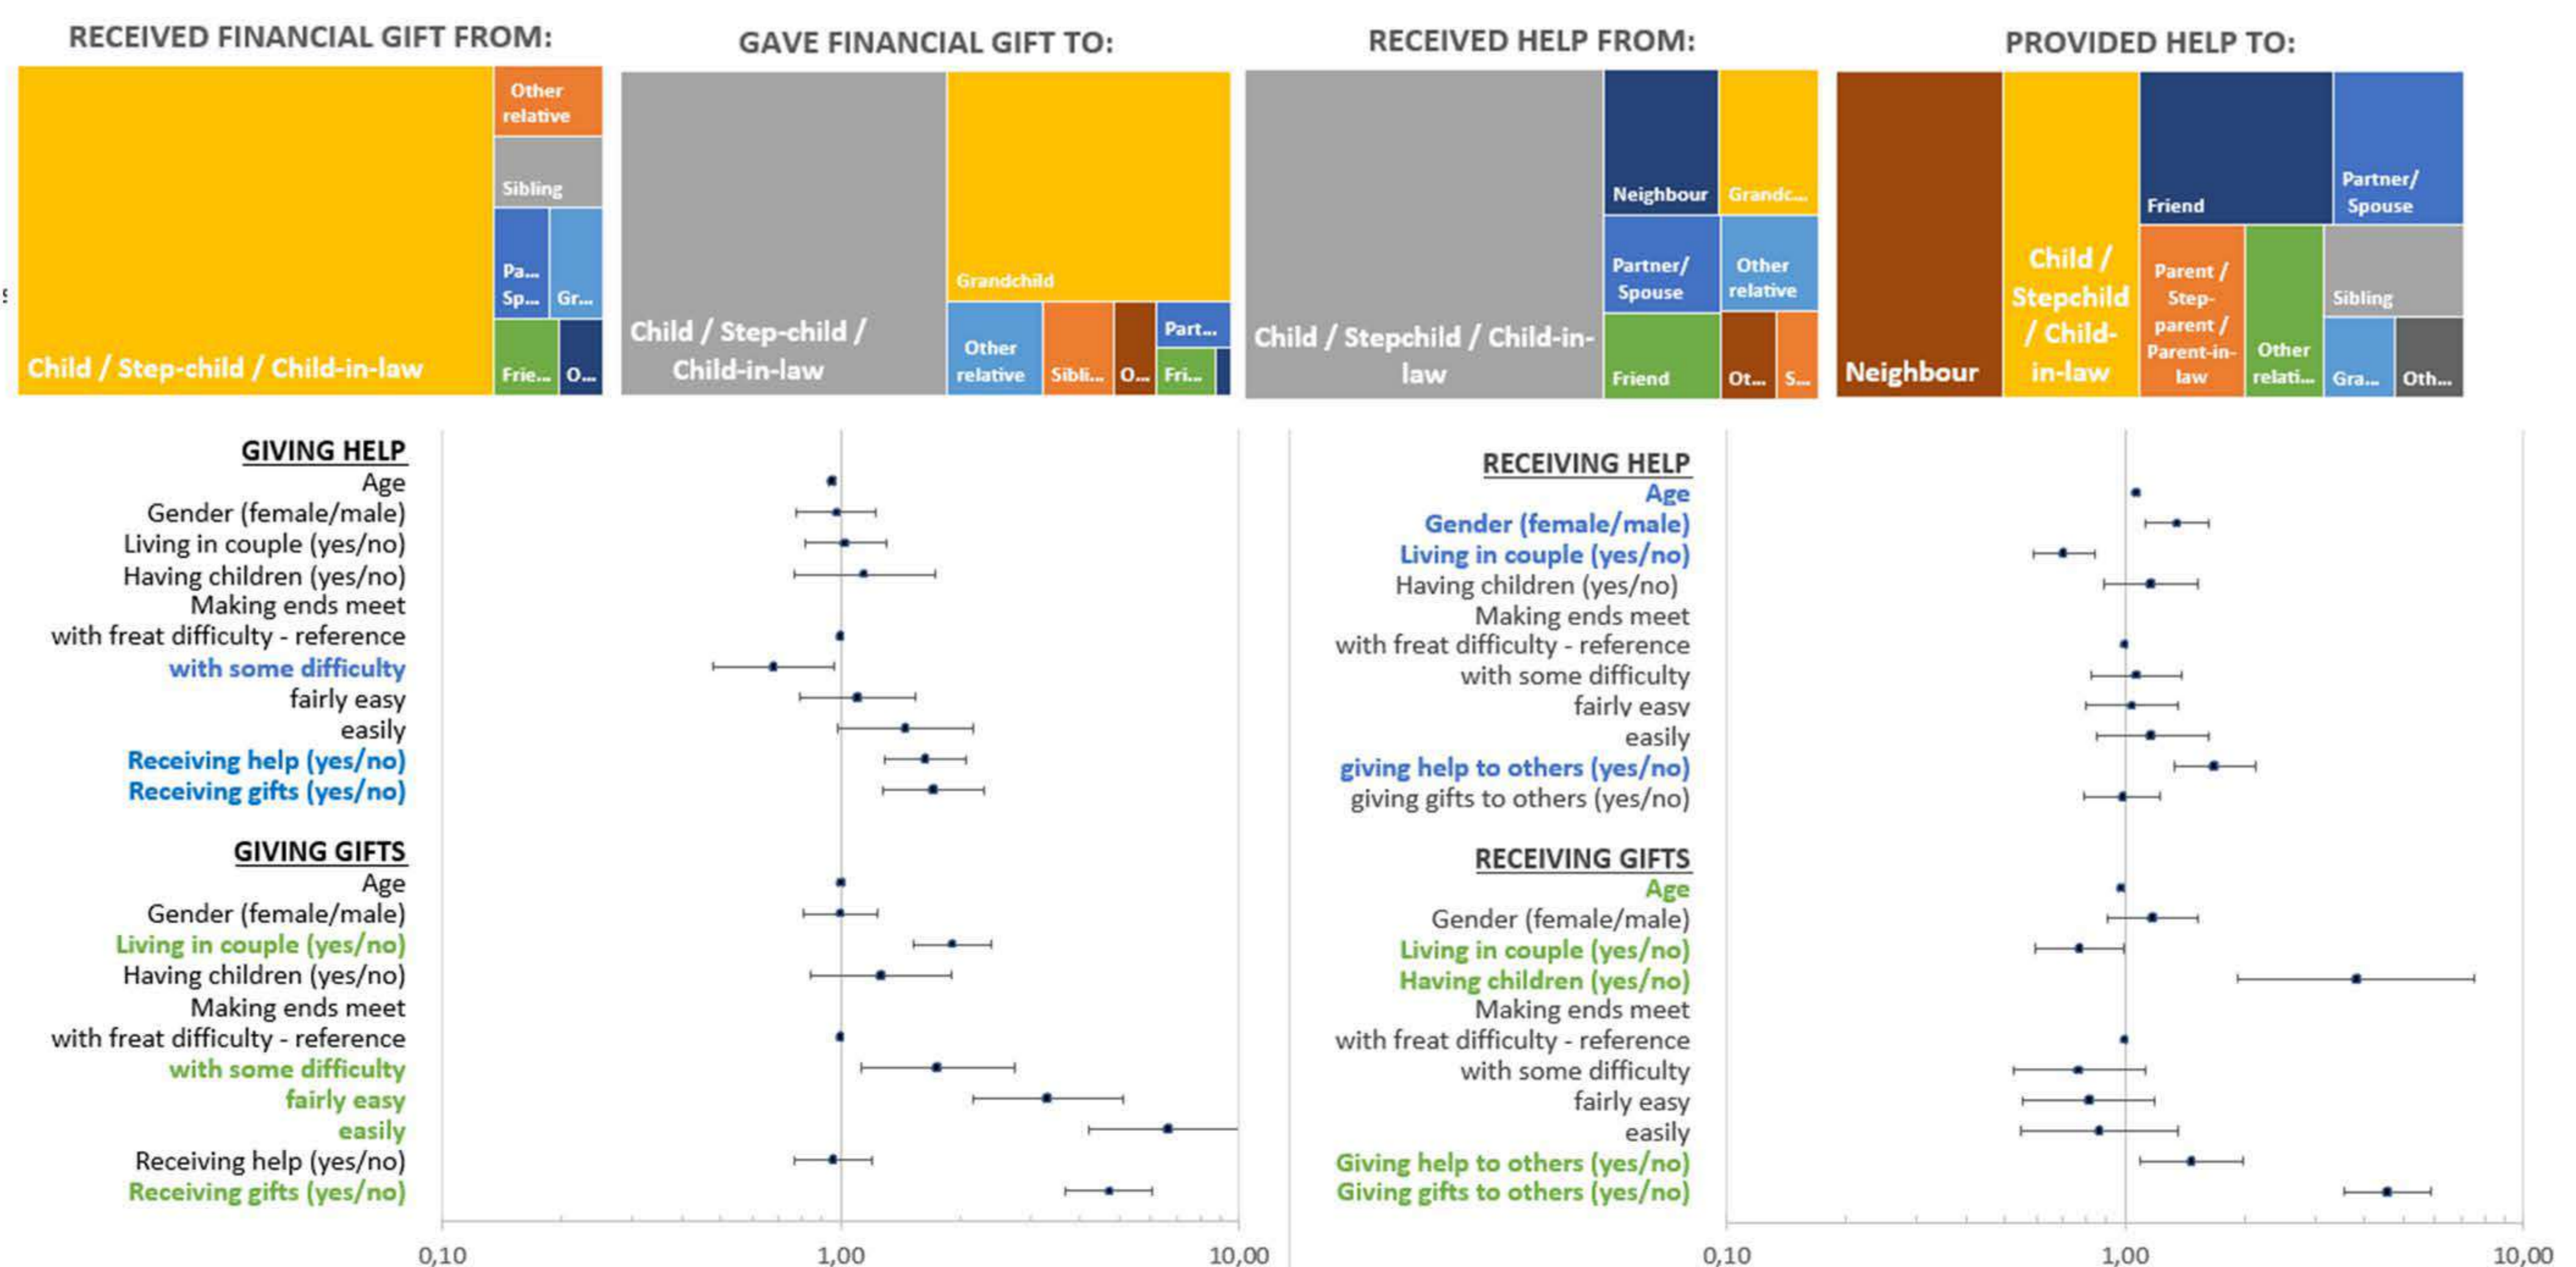 RECEIVED FINANCIAL GIFT FROM:
Other
relative
Sibling
Pa...
Sp...
Gr...
Child / Step-child / Child-in-law
Frie...
O...
GAVE FINANCIAL GIFT TO:
Grandchild
Child / Step-child /
Child-in-law
Other
relative
Sibli...
O...
Part...
Fri...
RECEIVED HELP FROM:
Neighbour
Grandc...
Partner/
Spouse
Other
relative
Child / Stepchild / Child-in-
law
Friend
Ot...
S...
PROVIDED HELP TO:
Neighbour
Child /
Stepchild
/ Child-
in-law
Friend
Partner/
Spouse
Parent /
Step-
parent /
Parent-in-
law
Other
relati...
Sibling
Gra...
Oth...
GIVING HELP
Age
Gender (female/male)
Living in couple (yes/no)
Having children (yes/no)
Making ends meet
with freat difficulty - reference
with some difficulty
fairly easy
easily
Receiving help (yes/no)
Receiving gifts (yes/no)
GIVING GIFTS
Age
Gender (female/male)
Living in couple (yes/no)
Having children (yes/no)
Making ends meet
with freat difficulty - reference
with some difficulty
fairly easy
easily
Receiving help (yes/no)
Receiving gifts (yes/no)
0,10
1,00
10,00
RECEIVING HELP
Age
Gender (female/male)
Living in couple (yes/no)
Having children (yes/no)
Making ends meet
with freat difficulty - reference
with some difficulty
fairly easy
easily
giving help to others (yes/no)
giving gifts to others (yes/no)
RECEIVING GIFTS
Age
Gender (female/male)
Living in couple (yes/no)
Having children (yes/no)
Making ends meet
with freat difficulty - reference
with some difficulty
fairly easy
easily
Giving help to others (yes/no)
Giving gifts to others (yes/no)
0,10
1,00
10,00